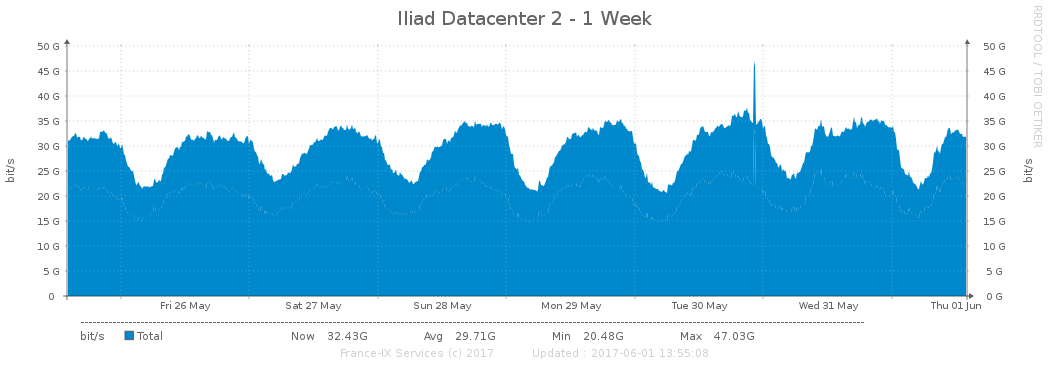 Iliad Datacenter 2 - 1 Week
RRDTOOL / TOBI OETIKER
bit/s
50 G 50 G
45 G 45 G
40 G 40 G
35 G 35 G
30 G 30 G
25 G 25 G
20 G 20 G
15 G 15 G
10 G 10 G
5 G 5 G
0 0 G
bit/s
Fri 26 May Sat 27 May Sun 28 May Mon 29 May Tue 30 May Wed 31 May Thu 01 Jun
bit/s Total Now 32.43G Avg 29.71G Min 20.48G Max 47.03G
France-IX Services (c) 2017 Updated : 2017-06-01 13:55:08